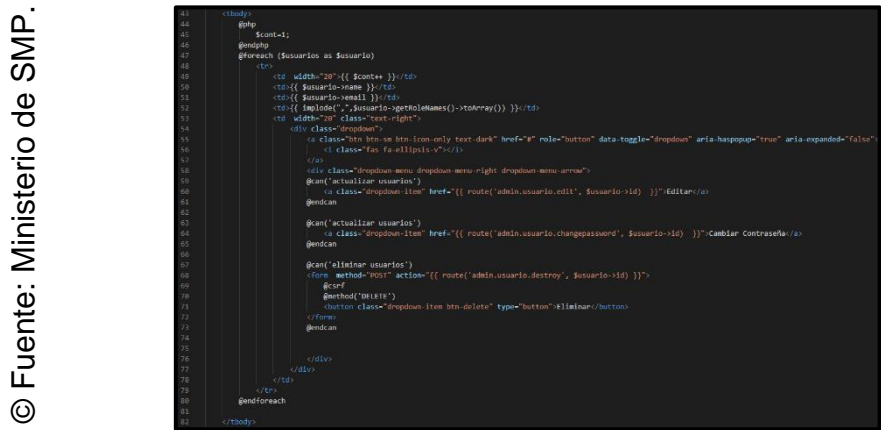 © Fuente: Ministerio de SMP.
43 <tbody>
44 @php
45 $cont=1;
46 @endphp
47 @foreach ($usuarios as $usuario)
48 <tr>
49 <td width="20">{{ $cont++ }}</td>
50 <td>{{ $usuario->name }}</td>
51 <td>{{ $usuario->email }}</td>
52 <td>{{ implode(",",$usuario->getRoleNames()->toArray()) }}</td>
53 <td width="20" class="text-right">
54 <div class="dropdown">
55 <a class="btn btn-sm btn-icon-only text-dark" href="#" role="button" data-toggle="dropdown" aria-haspopup="true" aria-expanded="false">
56 <i class="fas fa-ellipsis-v"></i>
57 </a>
58 <div class="dropdown-menu dropdown-menu-right dropdown-menu-arrow">
59 @can('actualizar usuarios')
60 <a class="dropdown-item" href="{{ route('admin.usuario.edit', $usuario->id) }}">Editar</a>
61 @endcan
62
63 @can('actualizar usuarios')
64 <a class="dropdown-item" href="{{ route('admin.usuario.changepassword', $usuario->id) }}">Cambiar Contraseña</a>
65 @endcan
66
67 @can('eliminar usuarios')
68 <form method="POST" action="{{ route('admin.usuario.destroy', $usuario->id) }}">
69 @csrf
70 @method('DELETE')
71 <button class="dropdown-item btn-delete" type="button">Eliminar</button>
72 </form>
73 @endcan
74
75
76 </div>
77 </div>
78 </td>
79 </tr>
80 @endforeach
81
82 </tbody>